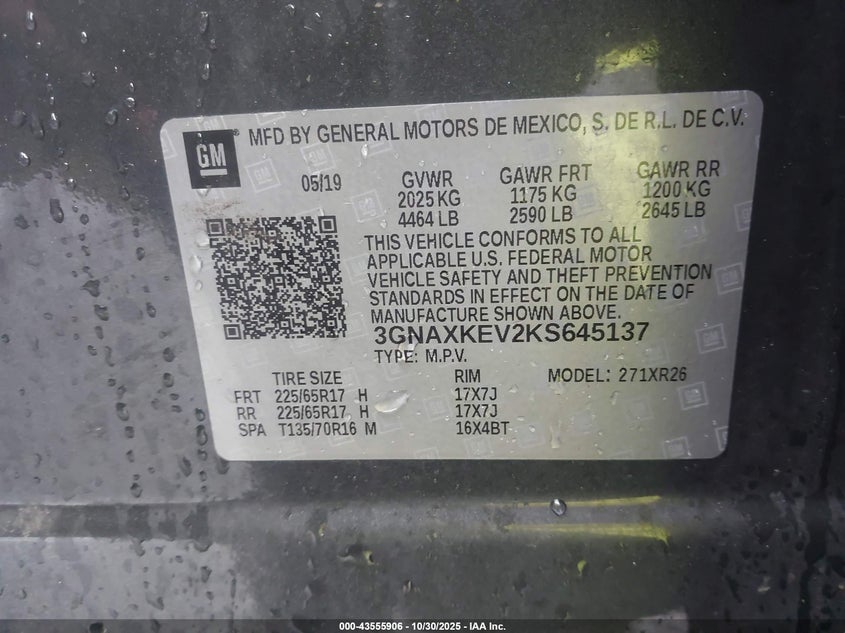 GM
MFD BY GENERAL MOTORS DE MEXICO, S. DE R.L. DE C.V.
05/19
GVWR GAWR FRT GAWR RR
2025 KG 1175 KG 1200 KG
4464 LB 2590 LB 2645 LB
THIS VEHICLE CONFORMS TO ALL
APPLICABLE U.S. FEDERAL MOTOR
VEHICLE SAFETY AND THEFT PREVENTION
STANDARDS IN EFFECT ON THE DATE OF
MANUFACTURE SHOWN ABOVE.
3GNAXKEV2KS645137
TYPE: M.P.V.
TIRE SIZE RIM MODEL: 271XR26
FRT 225/65R17 H 17X7J
RR 225/65R17 H 17X7J
SPA T135/70R16 M 16X4BT
000-43555906 - 10/30/2025 - IAA Inc.